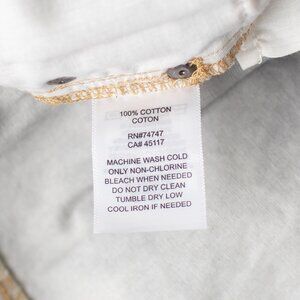 100% COTTON
COTON
RN#74747
CA# 45117
MACHINE WASH COLD
ONLY NON-CHLORINE
BLEACH WHEN NEEDED
DO NOT DRY CLEAN
TUMBLE DRY LOW
COOL IRON IF NEEDED